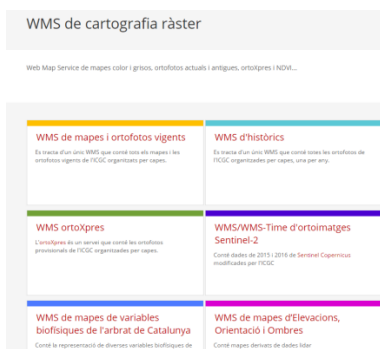 WMS de cartografia ràster
Web Map Service de mapes color i grisos, ortofotos actuals i antigues, ortoXpres i NDVI...
WMS de mapes i ortofotos vigents
Es tracta d'un únic WMS que conté tots els mapes i les
ortofotos vigents de l'ICGC organitzats per capes.
WMS d'històrics
Es tracta d'un únic WMS que conté totes les ortofotos de
l'ICGC organitzades per capes, una per any.
WMS ortoXpres
L'ortoXpres és un servei que conté les ortofotos
provisionals de l'ICGC organitzades per capes.
WMS/WMS-Time d'ortoimatges
Sentinel-2
Conté dades de 2015 i 2016 de Sentinel Copernicus
modificades per l'ICGC
WMS de mapes de variables
biofísiques de l'arbrat de Catalunya
Conté la representació de diverses variables biofísiques de
WMS de mapes d'Elevacions,
Orientació i Ombres
Conté mapes derivats de dades lidar